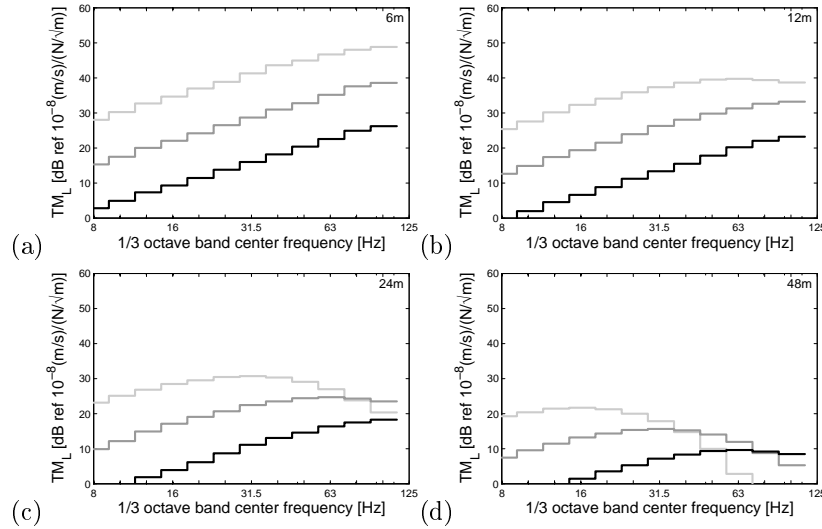 60
50
40
30
20
10
0
TM_L [dB ref 10⁻⁸(m/s)/(N/√m)]
6m
8 16 31.5 63 125
1/3 octave band center frequency [Hz]
(a)
60
50
40
30
20
10
0
TM_L [dB ref 10⁻⁸(m/s)/(N/√m)]
12m
8 16 31.5 63 125
1/3 octave band center frequency [Hz]
(b)
60
50
40
30
20
10
0
TM_L [dB ref 10⁻⁸(m/s)/(N/√m)]
24m
8 16 31.5 63 125
1/3 octave band center frequency [Hz]
(c)
60
50
40
30
20
10
0
TM_L [dB ref 10⁻⁸(m/s)/(N/√m)]
48m
8 16 31.5 63 125
1/3 octave band center frequency [Hz]
(d)